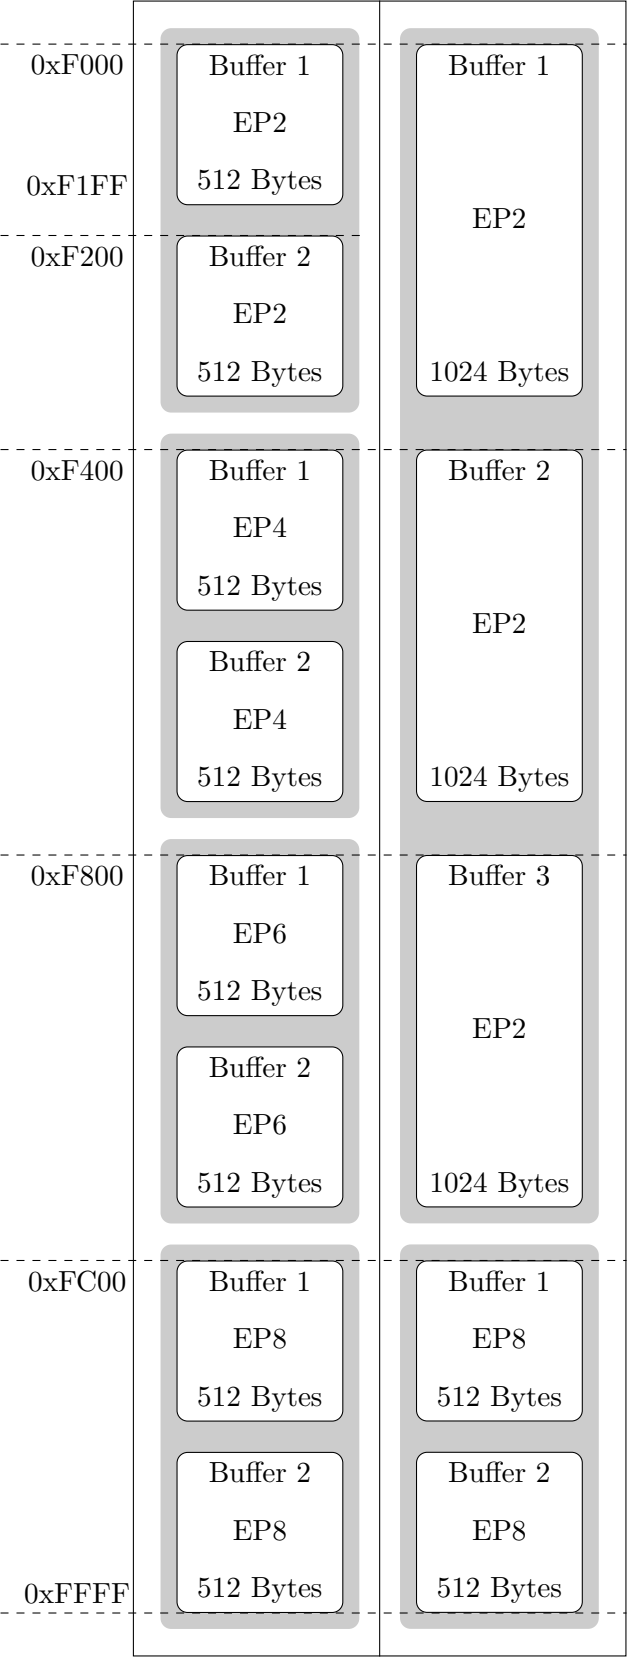 0xF000
0xF1FF
0xF200
0xF400
0xF800
0xFC00
0xFFFF
Buffer 1
EP2
512 Bytes
Buffer 2
EP2
512 Bytes
Buffer 1
EP4
512 Bytes
Buffer 2
EP4
512 Bytes
Buffer 1
EP6
512 Bytes
Buffer 2
EP6
512 Bytes
Buffer 1
EP8
512 Bytes
Buffer 2
EP8
512 Bytes
Buffer 1
EP2
1024 Bytes
Buffer 2
EP2
1024 Bytes
Buffer 3
EP2
1024 Bytes
Buffer 1
EP8
512 Bytes
Buffer 2
EP8
512 Bytes